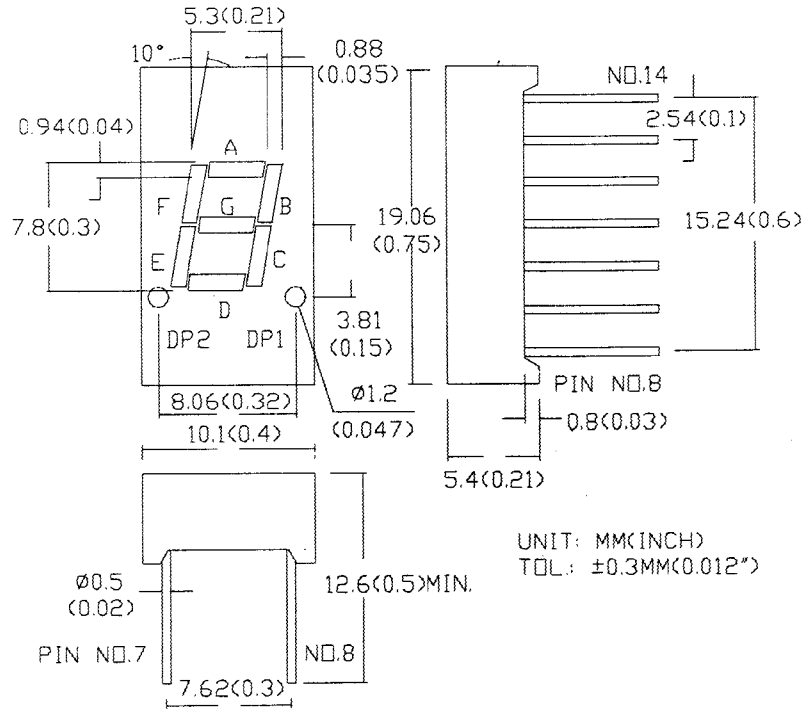 5.3(0.21)
10°
0.88
(0.035)
NO.14
0.94(0.04)
2.54(0.1)
A
F
G
B
7.8(0.3)
19.06
(0.75)
15.24(0.6)
E
C
D
3.81
(0.15)
DP2
DP1
PIN NO.8
8.06(0.32)
Ø1.2
(0.047)
0.8(0.03)
10.1(0.4)
5.4(0.21)
UNIT: MM(INCH)
TOL.: ±0.3MM(0.012")
Ø0.5
(0.02)
12.6(0.5)MIN.
PIN NO.7
NO.8
7.62(0.3)